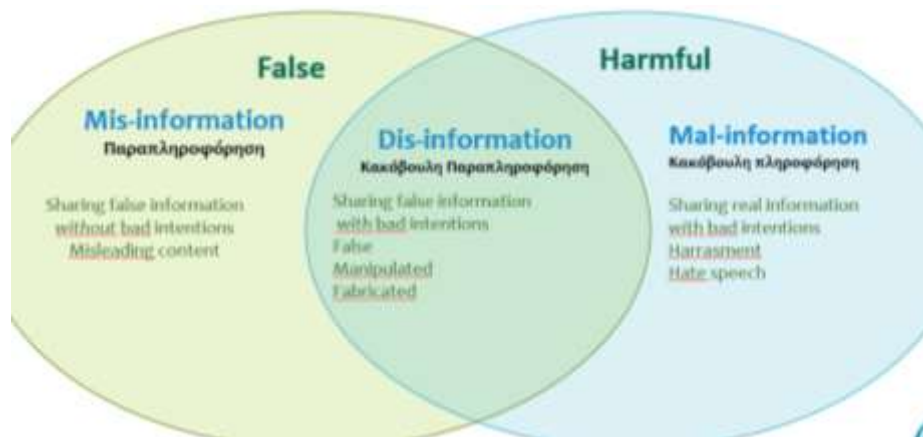 False
Mis-information
Παραπληροφόρηση
Sharing false information
without bad intentions
Misleading content
Dis-information
Κακόβουλη Παραπληροφόρηση
Sharing false information
with bad intentions
False
Manipulated
Fabricated
Harmful
Mal-information
Κακόβουλη πληροφόρηση
Sharing real information
with bad intentions
Harrasment
Hate speech